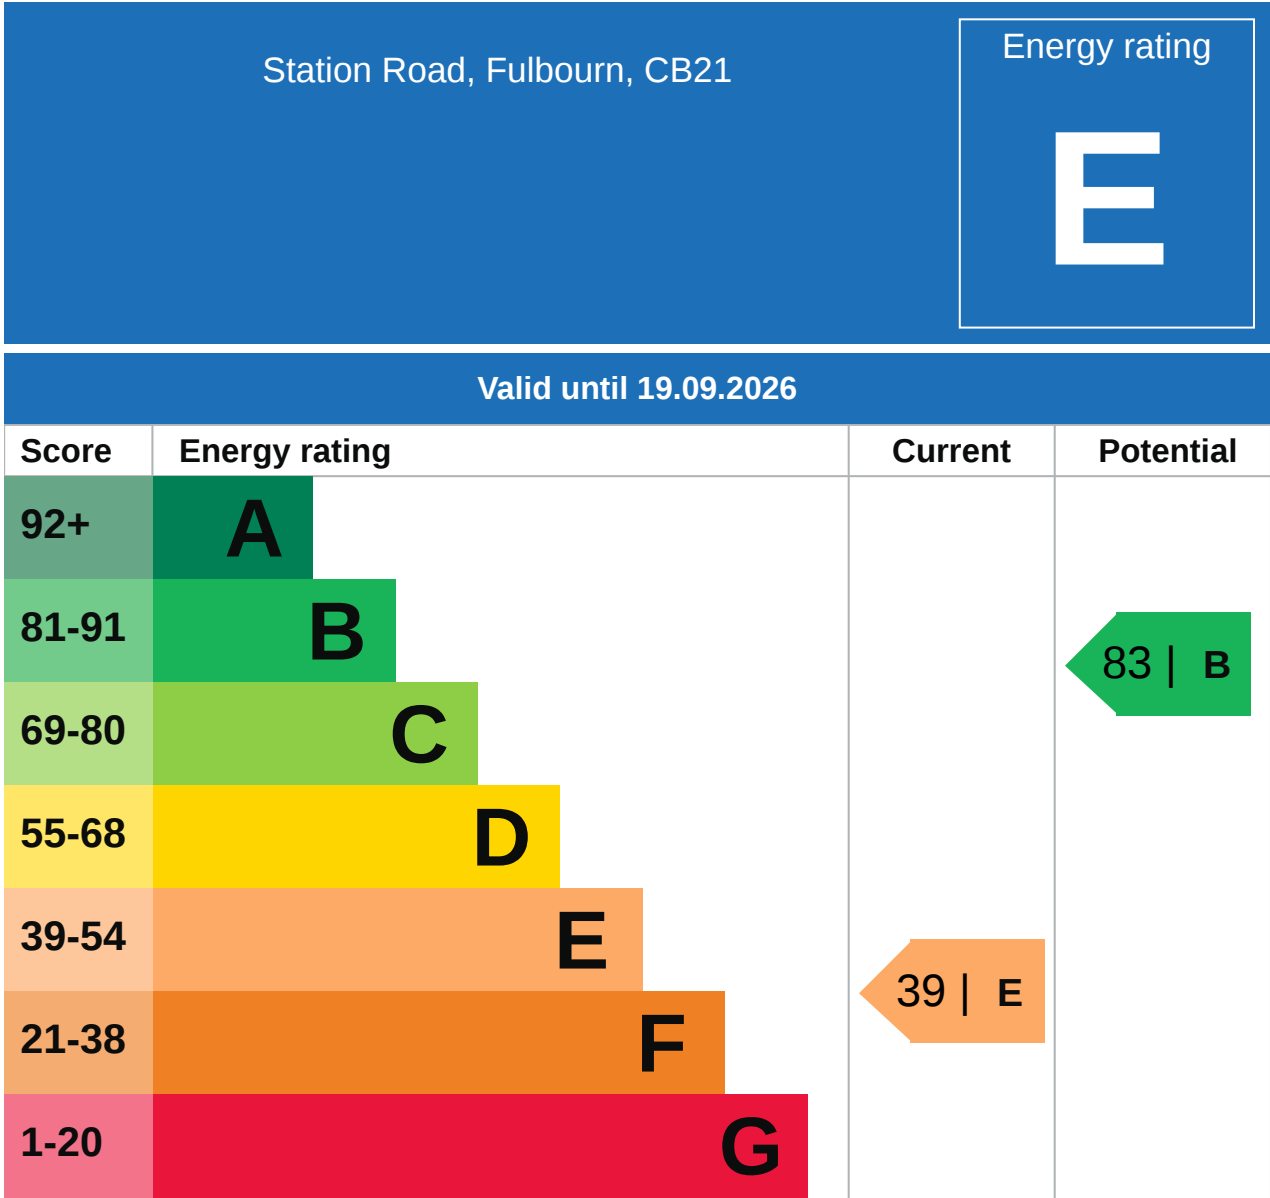 Station Road, Fulbourn, CB21
Energy rating
E
Valid until 19.09.2026
Score Energy rating Current Potential
92+ A
81-91 B
83 | B
69-80 C
55-68 D
39-54 E
39 | E
21-38 F
1-20 G